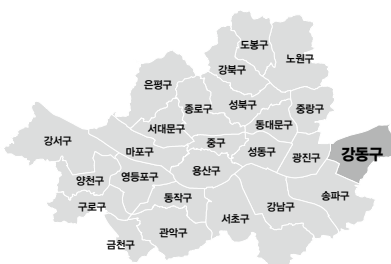 도봉구
노원구
강북구
은평구
종로구
성북구
중랑구
서대문구
동대문구
강서구
마포구
중구
성동구
광진구
강동구
양천구
영등포구
용산구
송파구
구로구
동작구
서초구
강남구
금천구
관악구